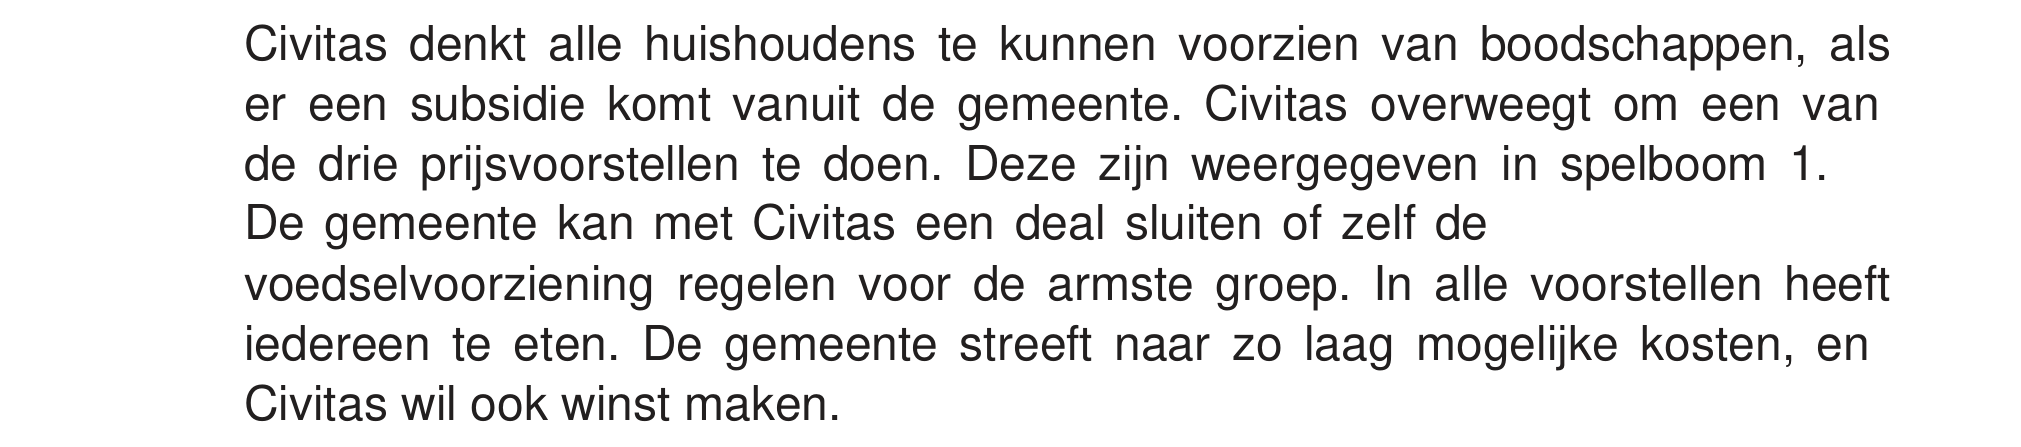 Civitas denkt alle huishoudens te kunnen voorzien van boodschappen, als
er een subsidie komt vanuit de gemeente. Civitas overweegt om een van
de drie prijsvoorstellen te doen. Deze zijn weergegeven in spelboom 1.
De gemeente kan met Civitas een deal sluiten of zelf de
voedselvoorziening regelen voor de armste groep. In alle voorstellen heeft
iedereen te eten. De gemeente streeft naar zo laag mogelijke kosten, en
Civitas wil ook winst maken.